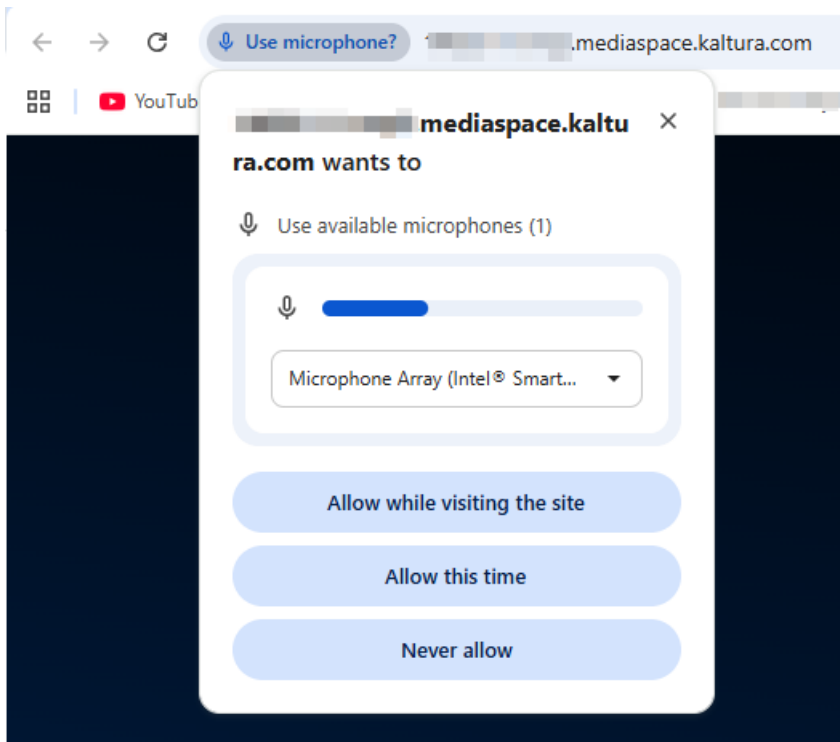 Use microphone?
.mediaspace.kaltura.com
YouTub
.mediaspace.kaltu
ra.com wants to
Use available microphones (1)
Microphone Array (Intel® Smart...
Allow while visiting the site
Allow this time
Never allow